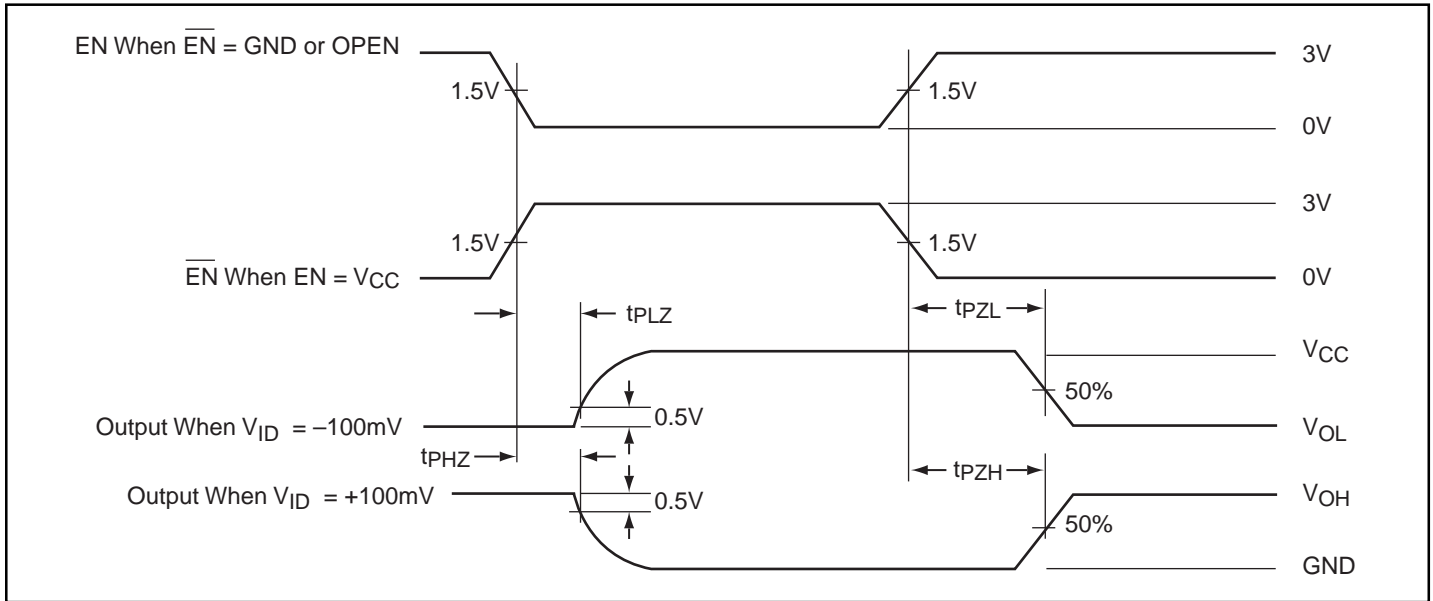 EN When E̅N̅ = GND or OPEN
3V
1.5V
1.5V
0V
3V
1.5V
1.5V
E̅N̅ When EN = VCC
0V
tPLZ
tPZL
VCC
50%
0.5V
Output When VID = –100mV
VOL
tPHZ
tPZH
Output When VID = +100mV
0.5V
VOH
50%
GND